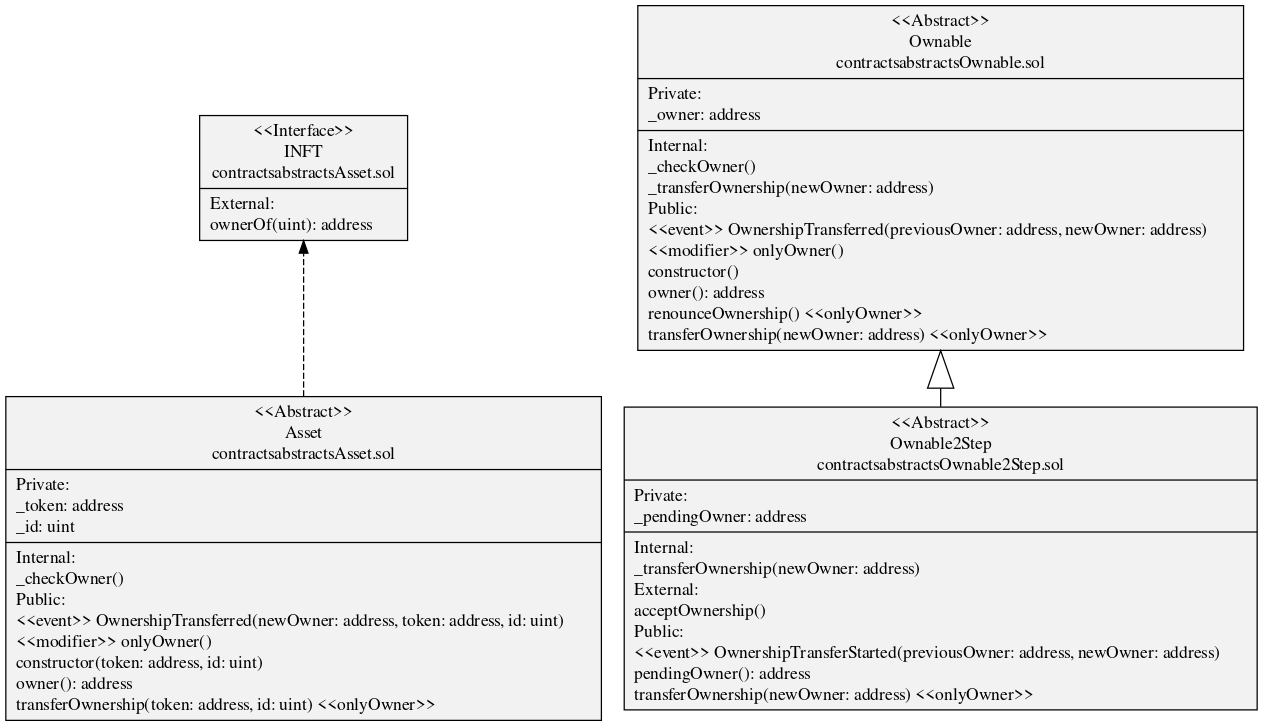 <<Interface>>
INFT
contractsabstractsAsset.sol
External:
ownerOf(uint): address
<<Abstract>>
Asset
contractsabstractsAsset.sol
Private:
_token: address
_id: uint
Internal:
_checkOwner()
Public:
<<event>> OwnershipTransferred(newOwner: address, token: address, id: uint)
<<modifier>> onlyOwner()
constructor(token: address, id: uint)
owner(): address
transferOwnership(token: address, id: uint) <<onlyOwner>>
<<Abstract>>
Ownable
contractsabstractsOwnable.sol
Private:
_owner: address
Internal:
_checkOwner()
_transferOwnership(newOwner: address)
Public:
<<event>> OwnershipTransferred(previousOwner: address, newOwner: address)
<<modifier>> onlyOwner()
constructor()
owner(): address
renounceOwnership() <<onlyOwner>>
transferOwnership(newOwner: address) <<onlyOwner>>
<<Abstract>>
Ownable2Step
contractsabstractsOwnable2Step.sol
Private:
_pendingOwner: address
Internal:
_transferOwnership(newOwner: address)
External:
acceptOwnership()
Public:
<<event>> OwnershipTransferStarted(previousOwner: address, newOwner: address)
pendingOwner(): address
transferOwnership(newOwner: address) <<onlyOwner>>